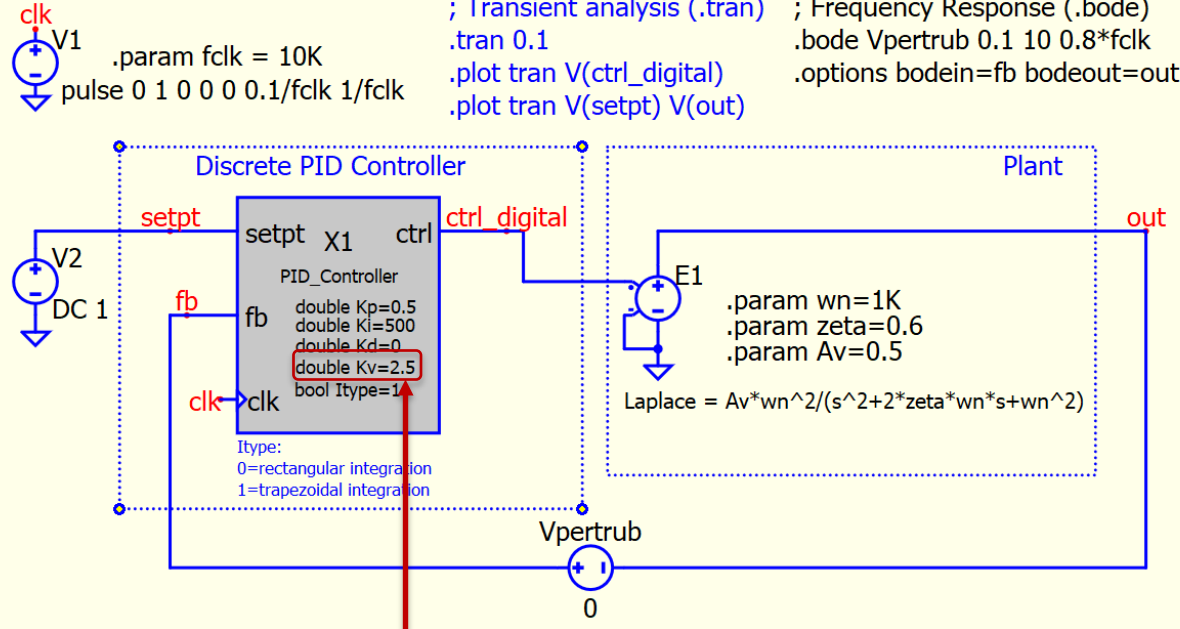 clk
V1
.param fclk = 10K
pulse 0 1 0 0 0 0.1/fclk 1/fclk
; Transient analysis (.tran)
.tran 0.1
.plot tran V(ctrl_digital)
.plot tran V(setpt) V(out)
; Frequency Response (.bode)
.bode Vpertrub 0.1 10 0.8*fclk
.options bodein=fb bodeout=out
Discrete PID Controller
setpt
setpt
X1
ctrl
ctrl_digital
PID_Controller
double Kp=0.5
double Ki=500
double Kd=0
double Kv=2.5
bool Itype=1
fb
fb
clk
clk
V2
DC 1
Itype:
0=rectangular integration
1=trapezoidal integration
Plant
out
E1
.param wn=1K
.param zeta=0.6
.param Av=0.5
Laplace = Av*wn^2/(s^2+2*zeta*wn*s+wn^2)
Vpertrub
0